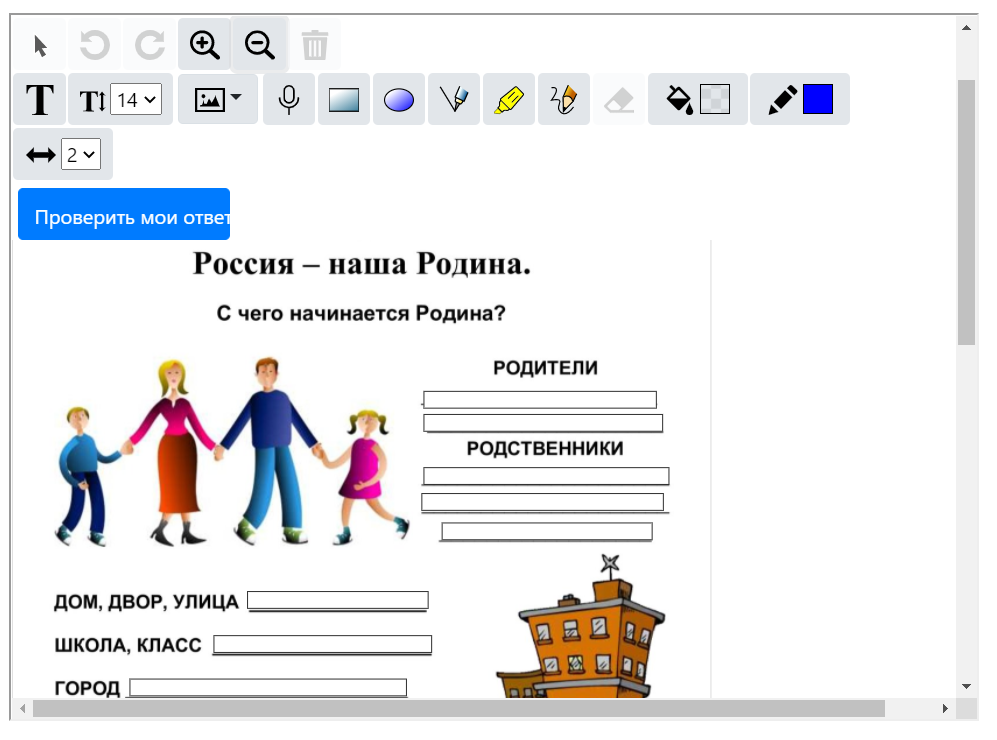 T T 14
2
Проверить мои ответ
Россия – наша Родина.
С чего начинается Родина?
РОДИТЕЛИ
РОДСТВЕННИКИ
ДОМ, ДВОР, УЛИЦА
ШКОЛА, КЛАСС
ГОРОД